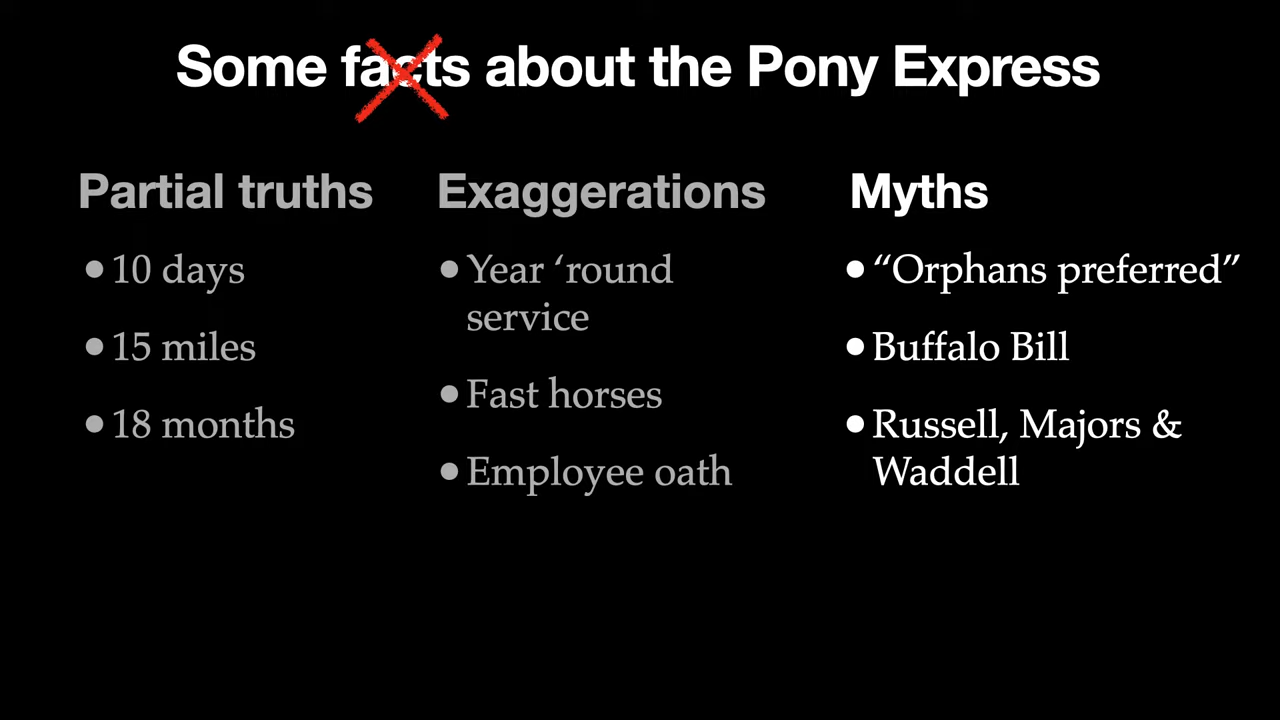 Some facts about the Pony Express
Partial truths
• 10 days
• 15 miles
• 18 months
Exaggerations
• Year ‘round
service
• Fast horses
• Employee oath
Myths
• “Orphans preferred”
• Buffalo Bill
• Russell, Majors &
Waddell